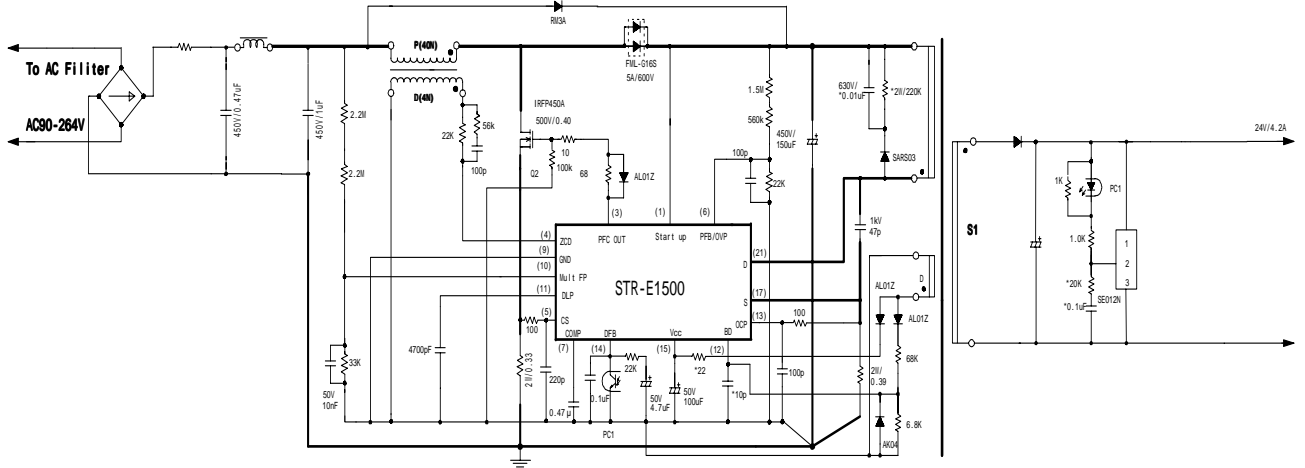 RM3A
To AC Filiter
AC90-264V
450V/0.47uF
450V/1uF
P(40N)
D(4N)
FML-G16S
5A/600V
IRFP450A
500V/0.40
Q2
10
100k
68
AL01Z
2.2M
2.2M
22K
56k
100p
1.5M
560k
100p
22K
450V/
150uF
630V/
*0.01uF
*2W/220K
SARS03
1kV
47p
(3)
(1)
(6)
PFC OUT
Start up
PFB/OVP
(4)
ZCD
(9)
GND
(10)
Mult FP
(11)
DLP
(5)
CS
STR-E1500
(21)
D
(17)
S
(13)
OCP
COMP
DFB
Vcc
BD
(7)
(14)
(15)
(12)
100
100
33K
50V
10nF
4700pF
2W/0.33
220p
0.47μ
0.1uF
PC1
22K
50V
4.7uF
*22
50V
100uF
*10p
100p
2W/
0.39
AL01Z
AL01Z
D
68K
6.8K
AK04
S1
24V/4.2A
1K
PC1
1.0K
*20K
*0.1uF
1
2
3
SE012N